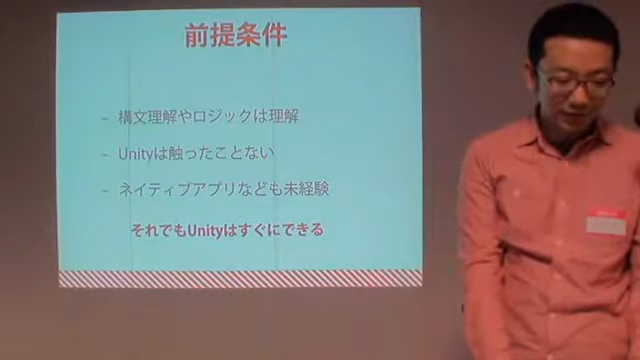 前提条件
- 構文理解やロジックは理解
- Unityは触ったことない
- ネイティブアプリなども未経験
それでもUnityはすぐにできる